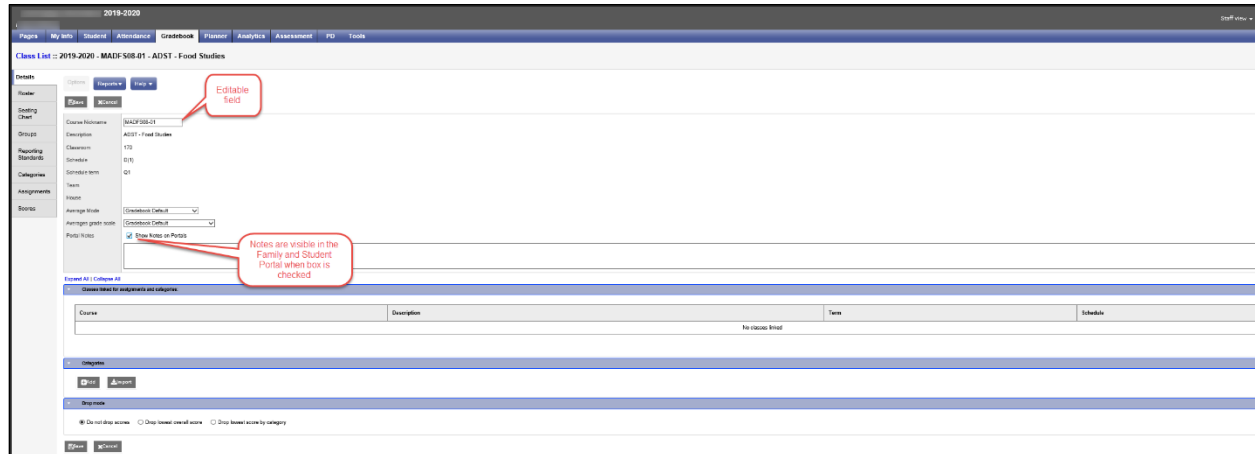 2019-2020
Staff view
Pages My Info Student Attendance Gradebook Planner Analytics Assessment PD Tools
Class List :: 2019-2020 - MADFS08-01 - ADST - Food Studies
Details
Roster
Seating
Chart
Groups
Reporting
Standards
Categories
Assignments
Scores
Options Reports Help
Save Cancel
Editable
field
Course Nickname MADFS08-01
Description ADST - Food Studies
Classroom 170
Schedule D(1)
Schedule term Q1
Team
House
Average Mode Gradebook Default
Averages grade scale Gradebook Default
Portal Notes Show Notes on Portals
Notes are visible in the
Family and Student
Portal when box is
checked
Expand All | Collapse All
Classes linked for assignments and categories
Course Description Term Schedule
No classes linked
Categories
Add Import
Drop mode
Do not drop scores Drop lowest overall score Drop lowest score by category
Save Cancel